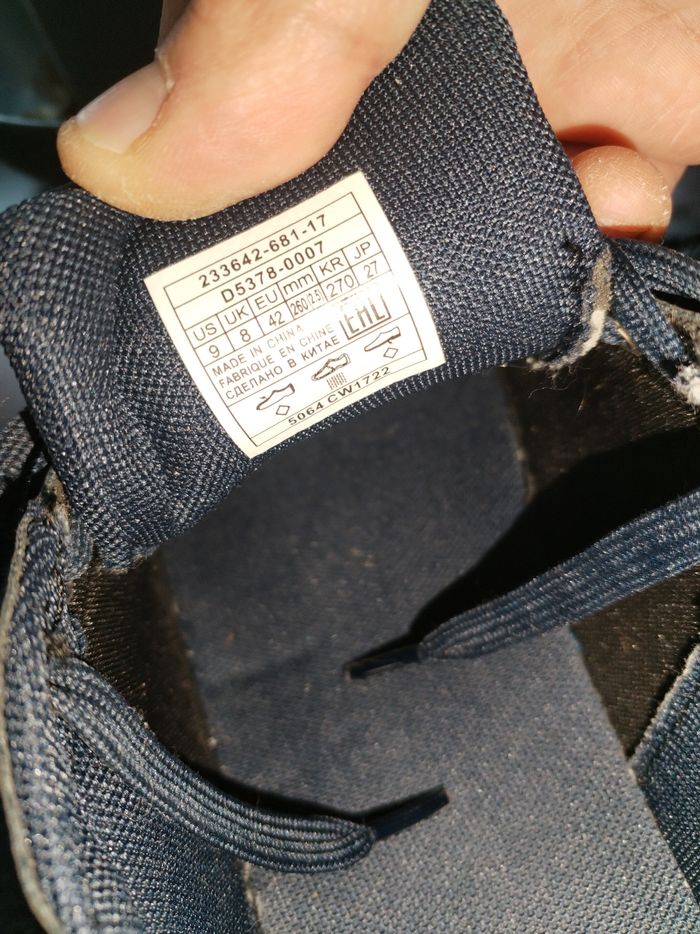 233642-681-17
D5378-0007
US UK EU mm KR JP
9 8 42 260(2.5) 270 27
MADE IN CHINA
FABRIQUE EN CHINE
СДЕЛАНО В КИТАЕ
EAC
5064 CW1722